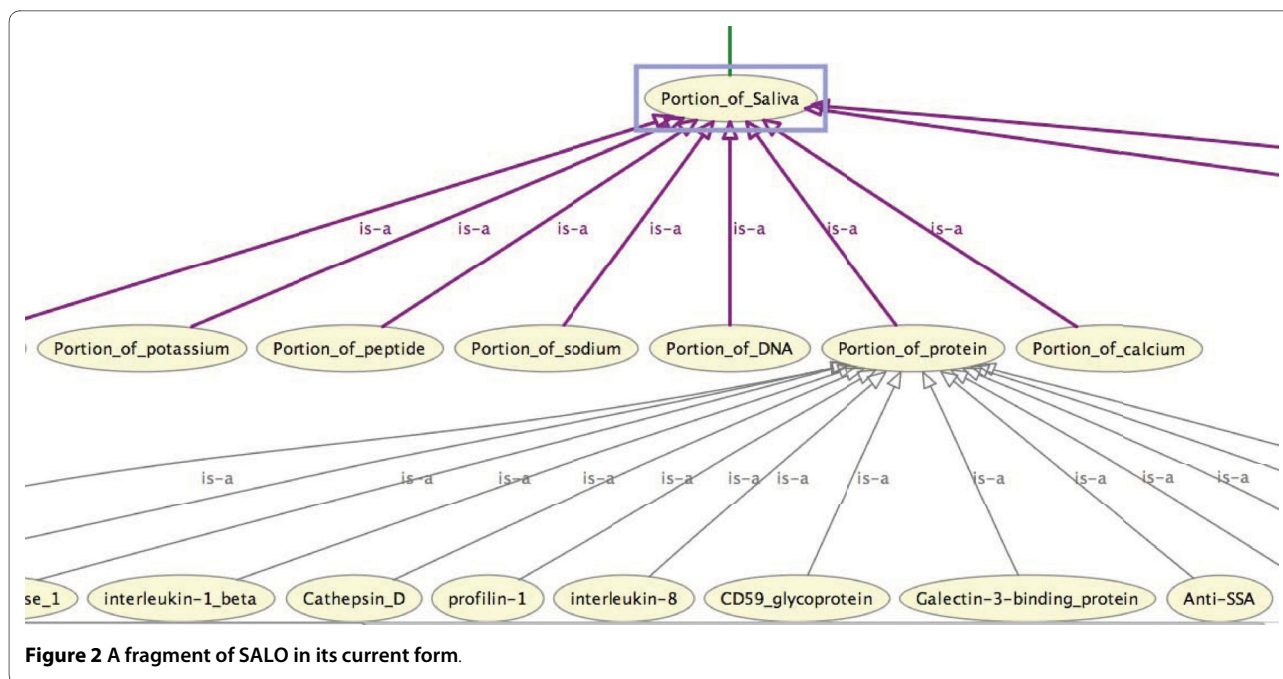 Portion_of_Saliva
is-a is-a is-a is-a is-a is-a is-a
Portion_of_potassium Portion_of_peptide Portion_of_sodium Portion_of_DNA Portion_of_protein Portion_of_calcium
is-a is-a is-a is-a is-a is-a is-a is-a is-a is-a is-a
se_1 interleukin-1_beta Cathepsin_D profilin-1 interleukin-8 CD59_glycoprotein Galectin-3-binding_protein Anti-SSA
Figure 2 A fragment of SALO in its current form.